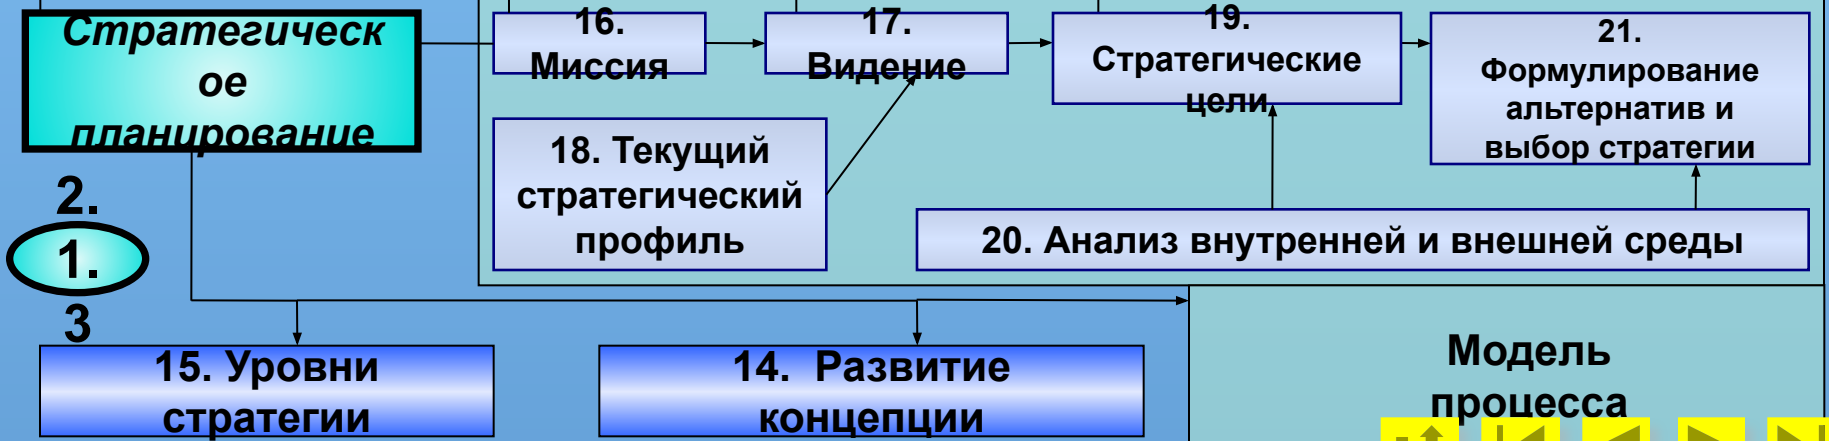 Стратегическ
ое
планирование
16.
Миссия
17.
Видение
19.
Стратегические
цели
21.
Формулирование
альтернатив и
выбор стратегии
18. Текущий
стратегический
профиль
20. Анализ внутренней и внешней среды
2.
1.
3
15. Уровни
стратегии
14. Развитие
концепции
Модель
процесса